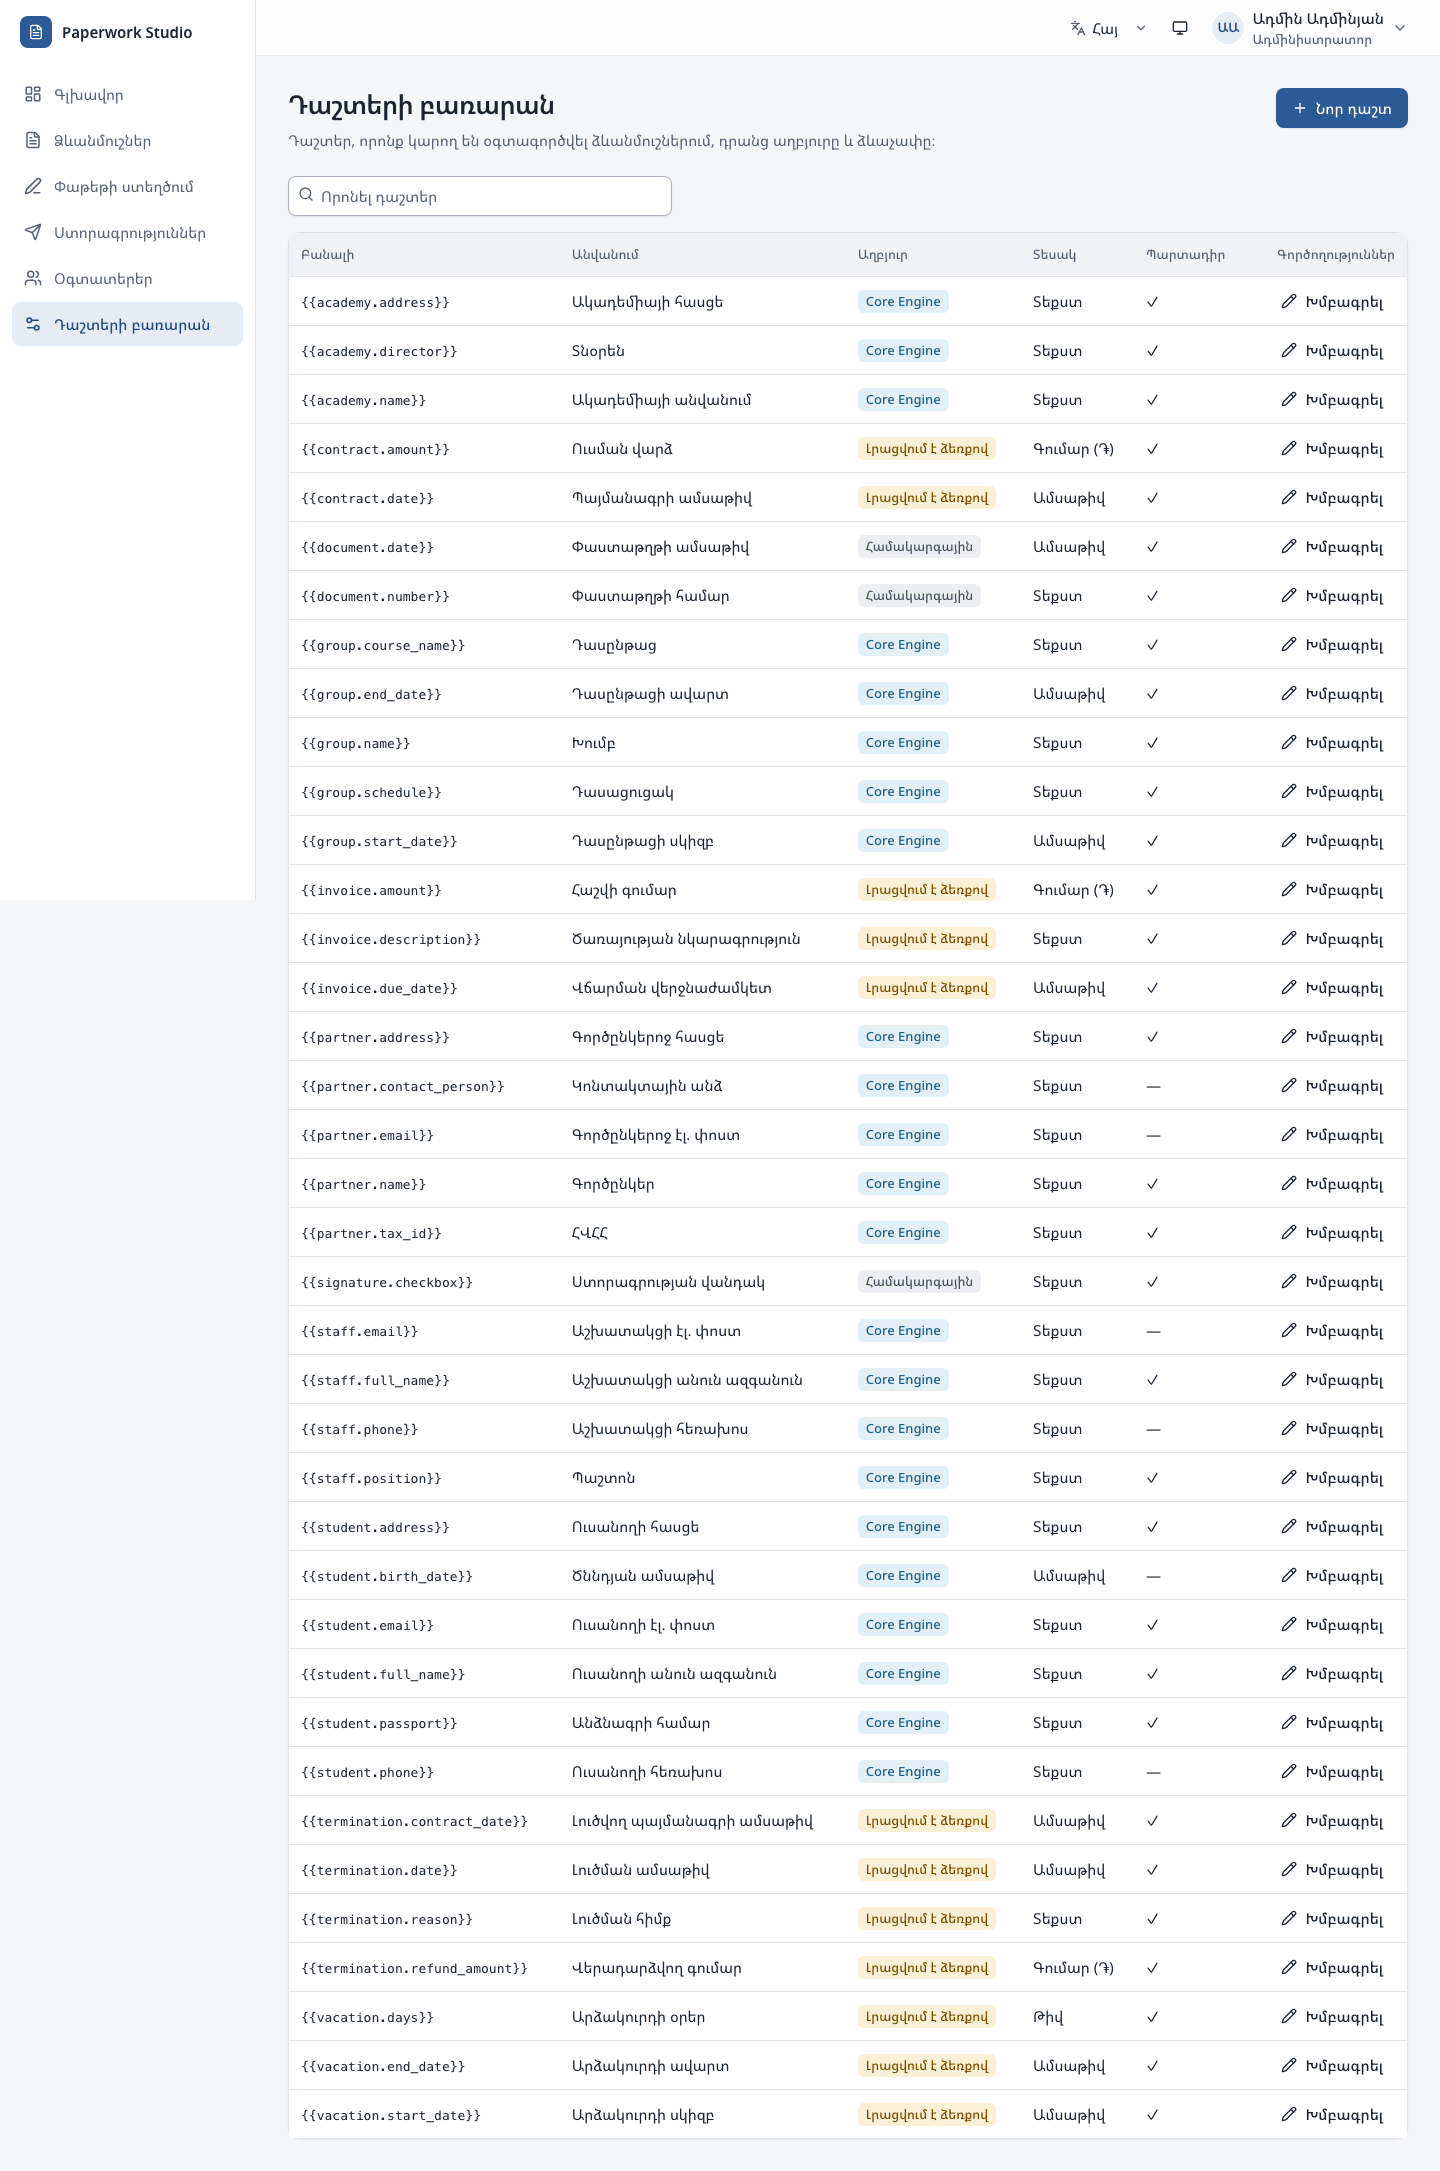 Paperwork Studio
Հայ
ԱԱ
Ադմին Ադմինյան
Ադմինիստրատոր
Գլխավոր
Ձևանմուշներ
Փաթեթի ստեղծում
Ստորագրություններ
Օգտատերեր
Դաշտերի բառարան
Դաշտերի բառարան
Նոր դաշտ
Դաշտեր, որոնք կարող են օգտագործվել ձևանմուշներում, դրանց աղբյուրը և ձևաչափը:
Որոնել դաշտեր
Բանալի Անվանում Աղբյուր Տեսակ Պարտադիր Գործողություններ
{{academy.address}} Ակադեմիայի հասցե Core Engine Տեքստ ✓ Խմբագրել
{{academy.director}} Տնօրեն Core Engine Տեքստ ✓ Խմբագրել
{{academy.name}} Ակադեմիայի անվանում Core Engine Տեքստ ✓ Խմբագրել
{{contract.amount}} Ուսման վարձ Լրացվում է ձեռքով Գումար (֏) ✓ Խմբագրել
{{contract.date}} Պայմանագրի ամսաթիվ Լրացվում է ձեռքով Ամսաթիվ ✓ Խմբագրել
{{document.date}} Փաստաթղթի ամսաթիվ Համակարգային Ամսաթիվ ✓ Խմբագրել
{{document.number}} Փաստաթղթի համար Համակարգային Տեքստ ✓ Խմբագրել
{{group.course_name}} Դասընթաց Core Engine Տեքստ ✓ Խմբագրել
{{group.end_date}} Դասընթացի ավարտ Core Engine Ամսաթիվ ✓ Խմբագրել
{{group.name}} Խումբ Core Engine Տեքստ ✓ Խմբագրել
{{group.schedule}} Դասացուցակ Core Engine Տեքստ ✓ Խմբագրել
{{group.start_date}} Դասընթացի սկիզբ Core Engine Ամսաթիվ ✓ Խմբագրել
{{invoice.amount}} Հաշվի գումար Լրացվում է ձեռքով Գումար (֏) ✓ Խմբագրել
{{invoice.description}} Ծառայության նկարագրություն Լրացվում է ձեռքով Տեքստ ✓ Խմբագրել
{{invoice.due_date}} Վճարման վերջնաժամկետ Լրացվում է ձեռքով Ամսաթիվ ✓ Խմբագրել
{{partner.address}} Գործընկերոջ հասցե Core Engine Տեքստ ✓ Խմբագրել
{{partner.contact_person}} Կոնտակտային անձ Core Engine Տեքստ — Խմբագրել
{{partner.email}} Գործընկերոջ էլ. փոստ Core Engine Տեքստ — Խմբագրել
{{partner.name}} Գործընկեր Core Engine Տեքստ ✓ Խմբագրել
{{partner.tax_id}} ՀՎՀՀ Core Engine Տեքստ ✓ Խմբագրել
{{signature.checkbox}} Ստորագրության վանդակ Համակարգային Տեքստ ✓ Խմբագրել
{{staff.email}} Աշխատակցի էլ. փոստ Core Engine Տեքստ — Խմբագրել
{{staff.full_name}} Աշխատակցի անուն ազգանուն Core Engine Տեքստ ✓ Խմբագրել
{{staff.phone}} Աշխատակցի հեռախոս Core Engine Տեքստ — Խմբագրել
{{staff.position}} Պաշտոն Core Engine Տեքստ ✓ Խմբագրել
{{student.address}} Ուսանողի հասցե Core Engine Տեքստ ✓ Խմբագրել
{{student.birth_date}} Ծննդյան ամսաթիվ Core Engine Ամսաթիվ — Խմբագրել
{{student.email}} Ուսանողի էլ. փոստ Core Engine Տեքստ ✓ Խմբագրել
{{student.full_name}} Ուսանողի անուն ազգանուն Core Engine Տեքստ ✓ Խմբագրել
{{student.passport}} Անձնագրի համար Core Engine Տեքստ ✓ Խմբագրել
{{student.phone}} Ուսանողի հեռախոս Core Engine Տեքստ — Խմբագրել
{{termination.contract_date}} Լուծվող պայմանագրի ամսաթիվ Լրացվում է ձեռքով Ամսաթիվ ✓ Խմբագրել
{{termination.date}} Լուծման ամսաթիվ Լրացվում է ձեռքով Ամսաթիվ ✓ Խմբագրել
{{termination.reason}} Լուծման հիմք Լրացվում է ձեռքով Տեքստ ✓ Խմբագրել
{{termination.refund_amount}} Վերադարձվող գումար Լրացվում է ձեռքով Գումար (֏) ✓ Խմբագրել
{{vacation.days}} Արձակուրդի օրեր Լրացվում է ձեռքով Թիվ ✓ Խմբագրել
{{vacation.end_date}} Արձակուրդի ավարտ Լրացվում է ձեռքով Ամսաթիվ ✓ Խմբագրել
{{vacation.start_date}} Արձակուրդի սկիզբ Լրացվում է ձեռքով Ամսաթիվ ✓ Խմբագրել